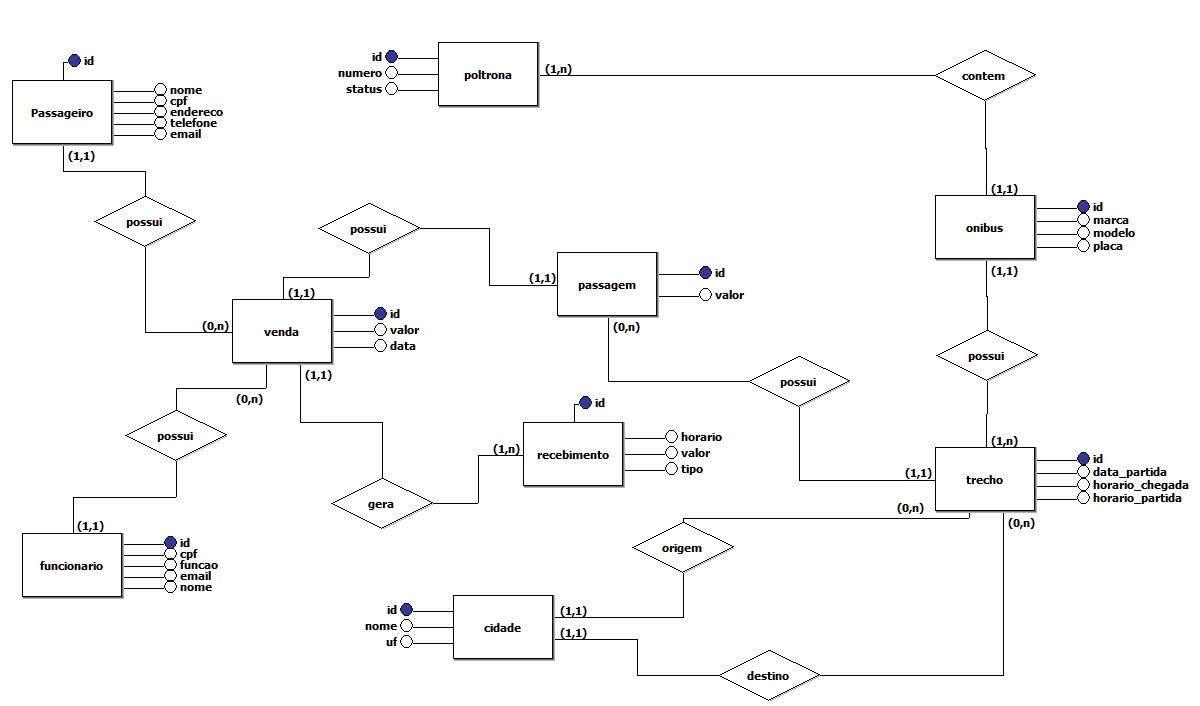 id
Passageiro
nome
cpf
endereco
telefone
email
(1,1)
possui
id
numero
status
poltrona
(1,n)
contem
(1,1)
onibus
id
marca
modelo
placa
(1,1)
possui
(1,n)
possui
(1,1)
(1,1)
passagem
id
valor
(0,n)
possui
(1,1)
(0,n)
venda
id
valor
data
(0,n)
(1,1)
possui
(1,1)
funcionario
id
cpf
funcao
email
nome
gera
(1,n)
id
recebimento
horario
valor
tipo
trecho
id
data_partida
horario_chegada
horario_partida
(0,n)
(0,n)
origem
(1,1)
(1,1)
id
nome
uf
cidade
destino